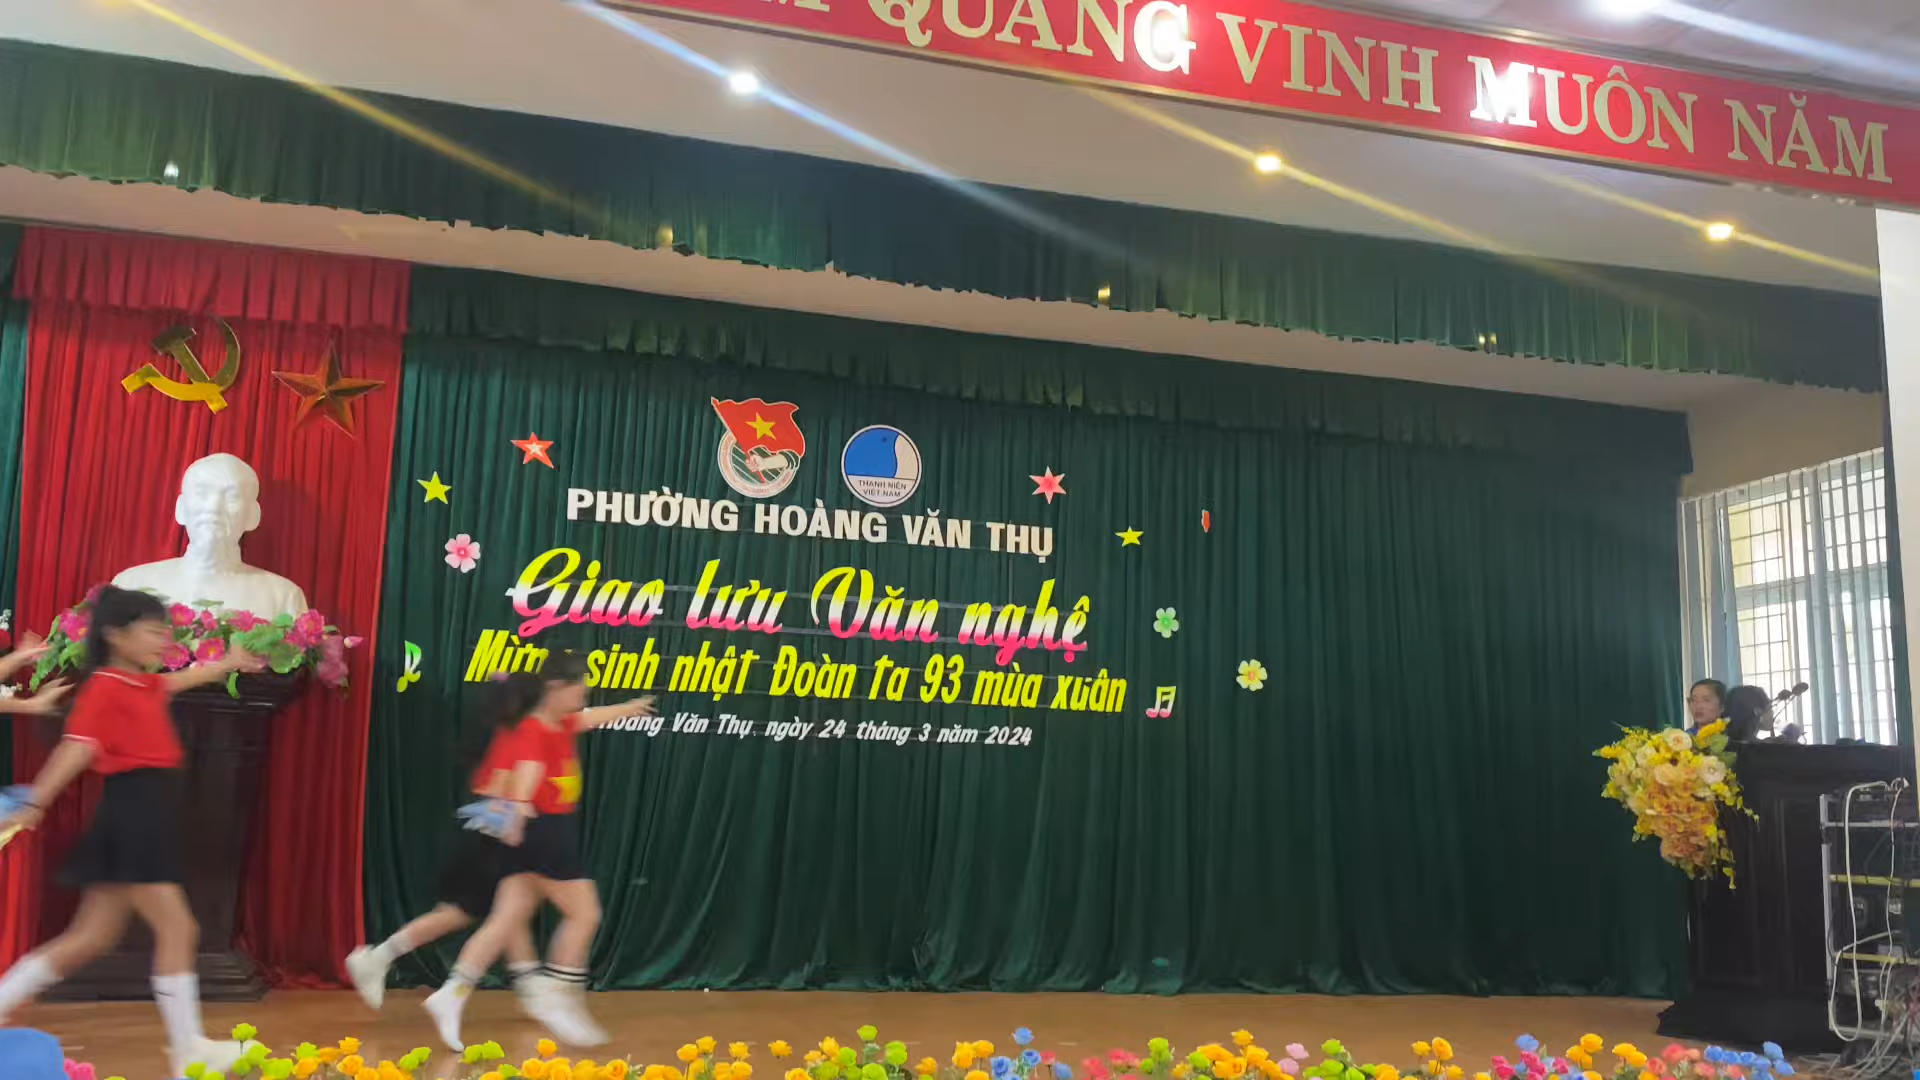 QUANG VINH MUÔN NĂM
THANH NIÊN
VIỆT NAM
PHƯỜNG HOÀNG VĂN THỤ
Giao lưu Văn nghệ
sinh nhật Đoàn ta 93 mùa xuân
Hoàng Văn Thụ, ngày 24 tháng 3 năm 2024